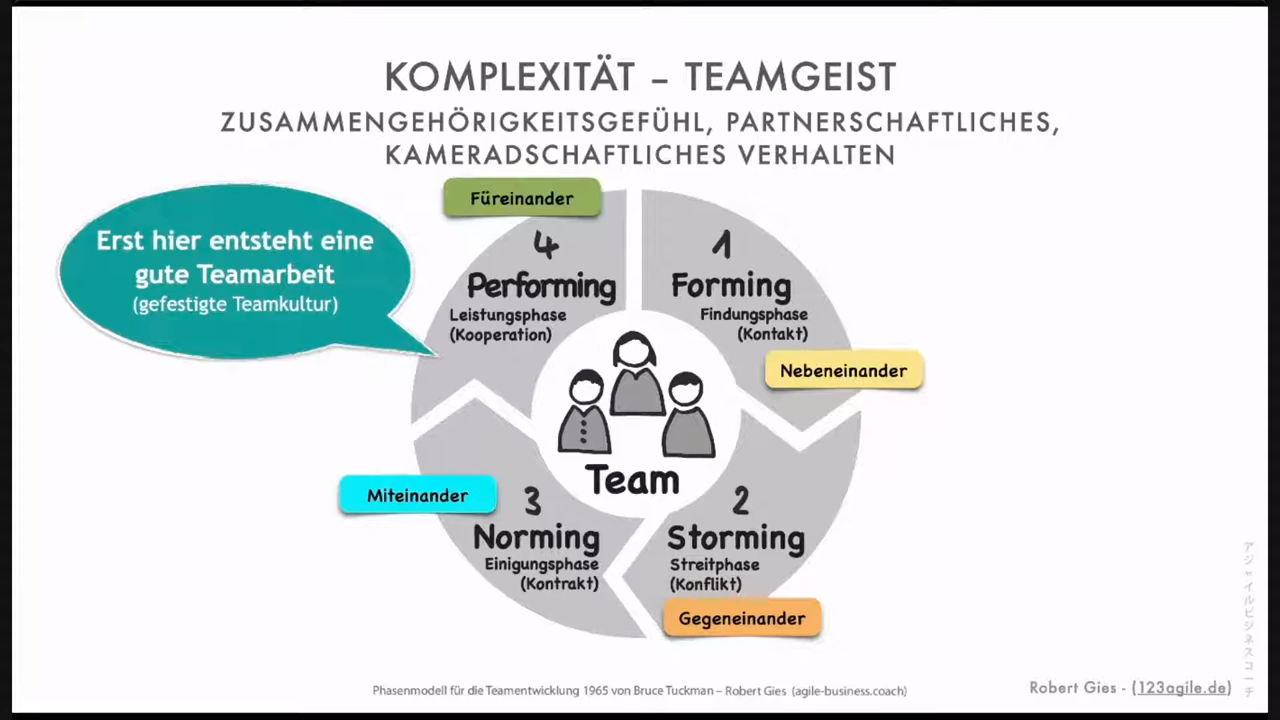 KOMPLEXITÄT – TEAMGEIST
ZUSAMMENGEHÖRIGKEITSGEFÜHL, PARTNERSCHAFTLICHES,
KAMERADSCHAFTLICHES VERHALTEN
Erst hier entsteht eine
gute Teamarbeit
(gefestigte Teamkultur)
Füreinander
4
Performing
Leistungsphase
(Kooperation)
1
Forming
Findungsphase
(Kontakt)
Nebeneinander
Team
Miteinander
3
Norming
Einigungsphase
(Kontrakt)
2
Storming
Streitphase
(Konflikt)
Gegeneinander
Phasenmodell für die Teamentwicklung 1965 von Bruce Tuckman – Robert Gies (agile-business.coach)
Robert Gies - (123agile.de)
アジャイルビジネスコーチ